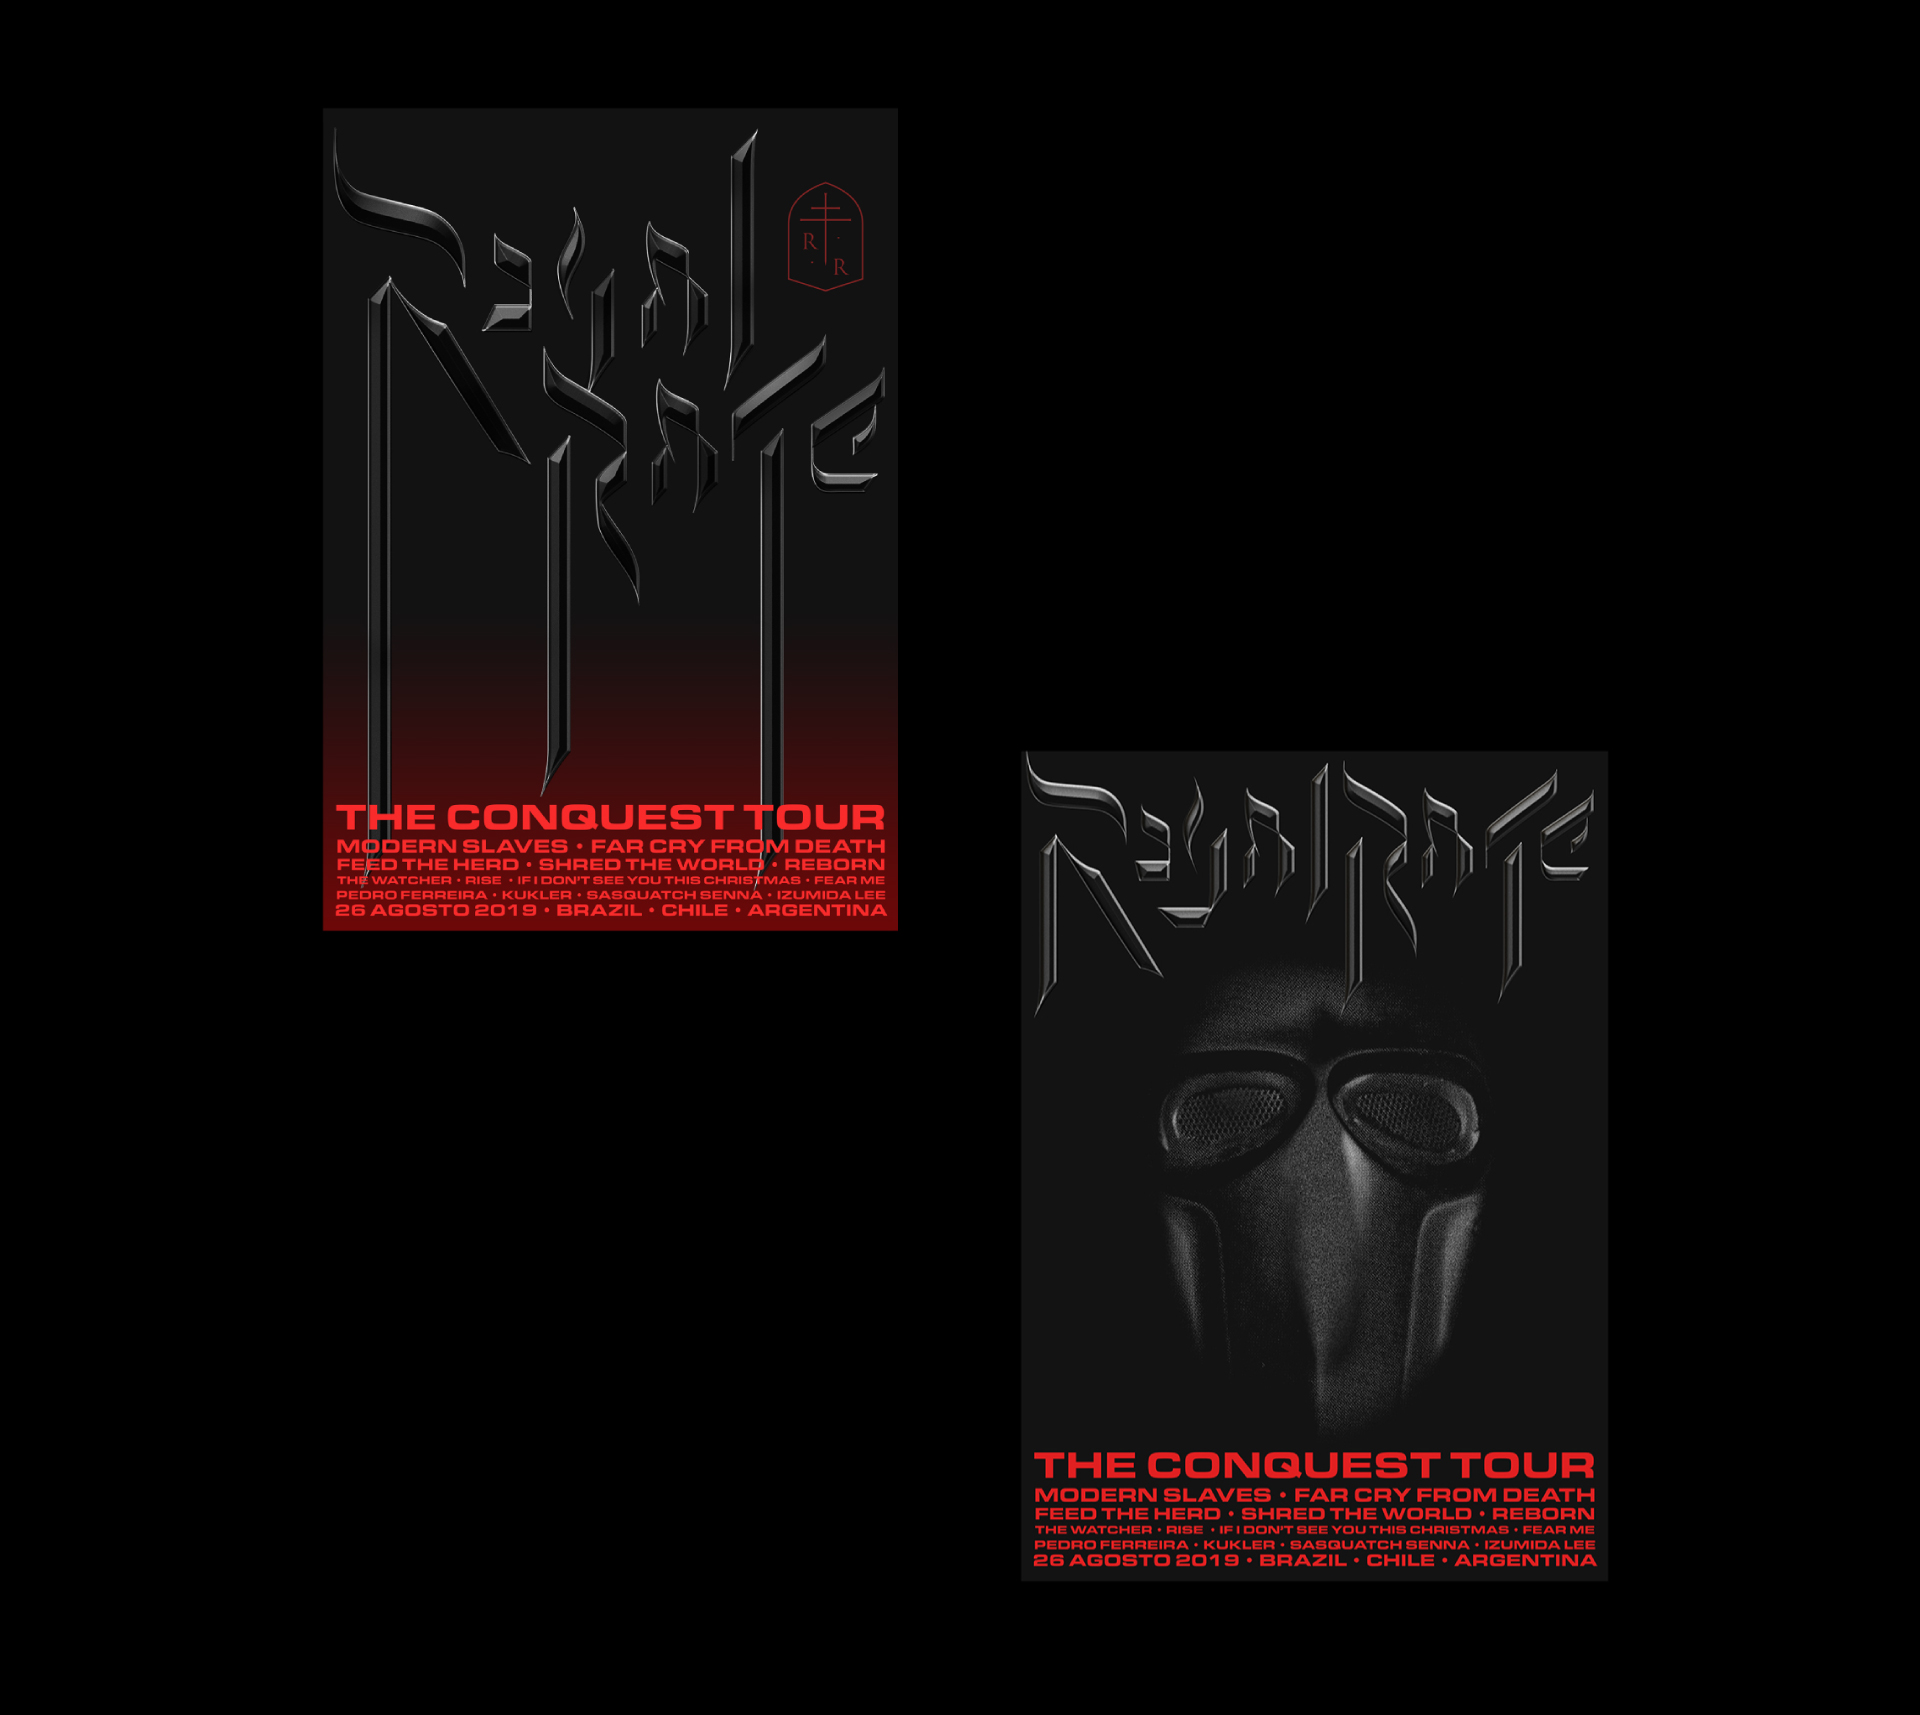 R
R
THE CONQUEST TOUR
MODERN SLAVES • FAR CRY FROM DEATH
FEED THE HERD • SHRED THE WORLD • REBORN
THE WATCHER • RISE • IF I DON'T SEE YOU THIS CHRISTMAS • FEAR ME
PEDRO FERREIRA • KUKLER • SASQUATCH SENNA • IZUMIDA LEE
26 AGOSTO 2019 • BRAZIL • CHILE • ARGENTINA
THE CONQUEST TOUR
MODERN SLAVES • FAR CRY FROM DEATH
FEED THE HERD • SHRED THE WORLD • REBORN
THE WATCHER • RISE • IF I DON'T SEE YOU THIS CHRISTMAS • FEAR ME
PEDRO FERREIRA • KUKLER • SASQUATCH SENNA • IZUMIDA LEE
26 AGOSTO 2019 • BRAZIL • CHILE • ARGENTINA